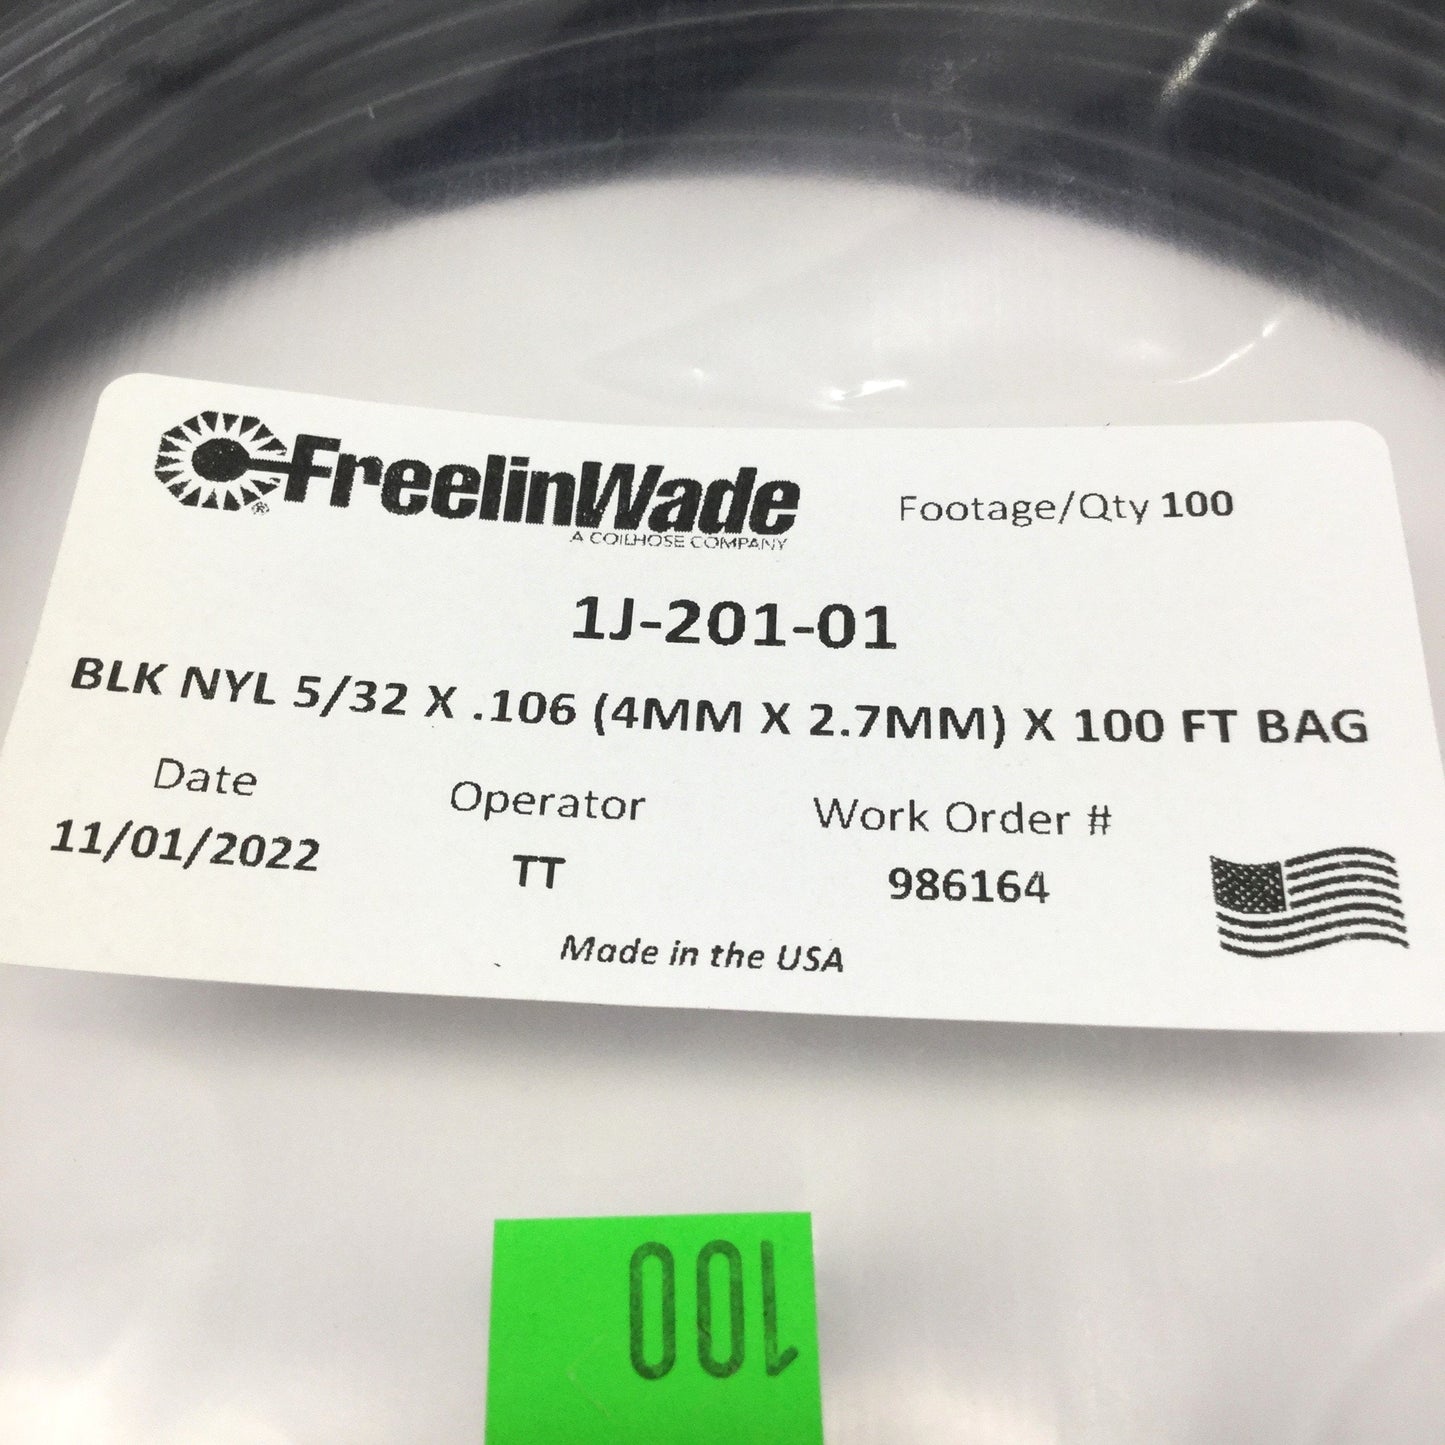 FreelinWade
®
A COILHOSE COMPANY
Footage/Qty 100
1J-201-01
BLK NYL 5/32 X .106 (4MM X 2.7MM) X 100 FT BAG
Date
11/01/2022
Operator
TT
Work Order #
986164
Made in the USA
100